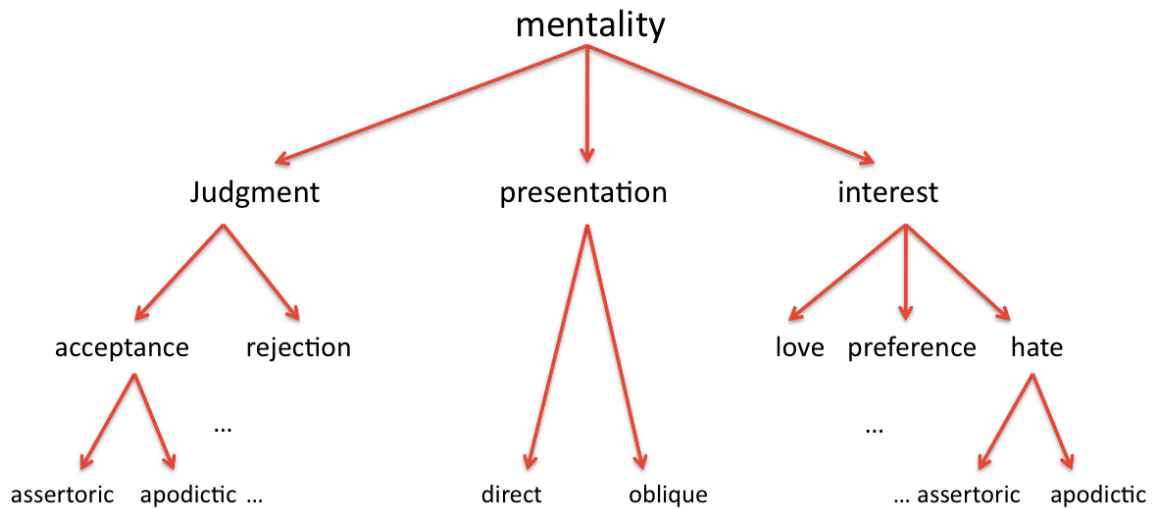 mentality
Judgment presentation interest
acceptance rejection love preference hate
... ...
assertoric apodictic ... direct oblique ... assertoric apodictic